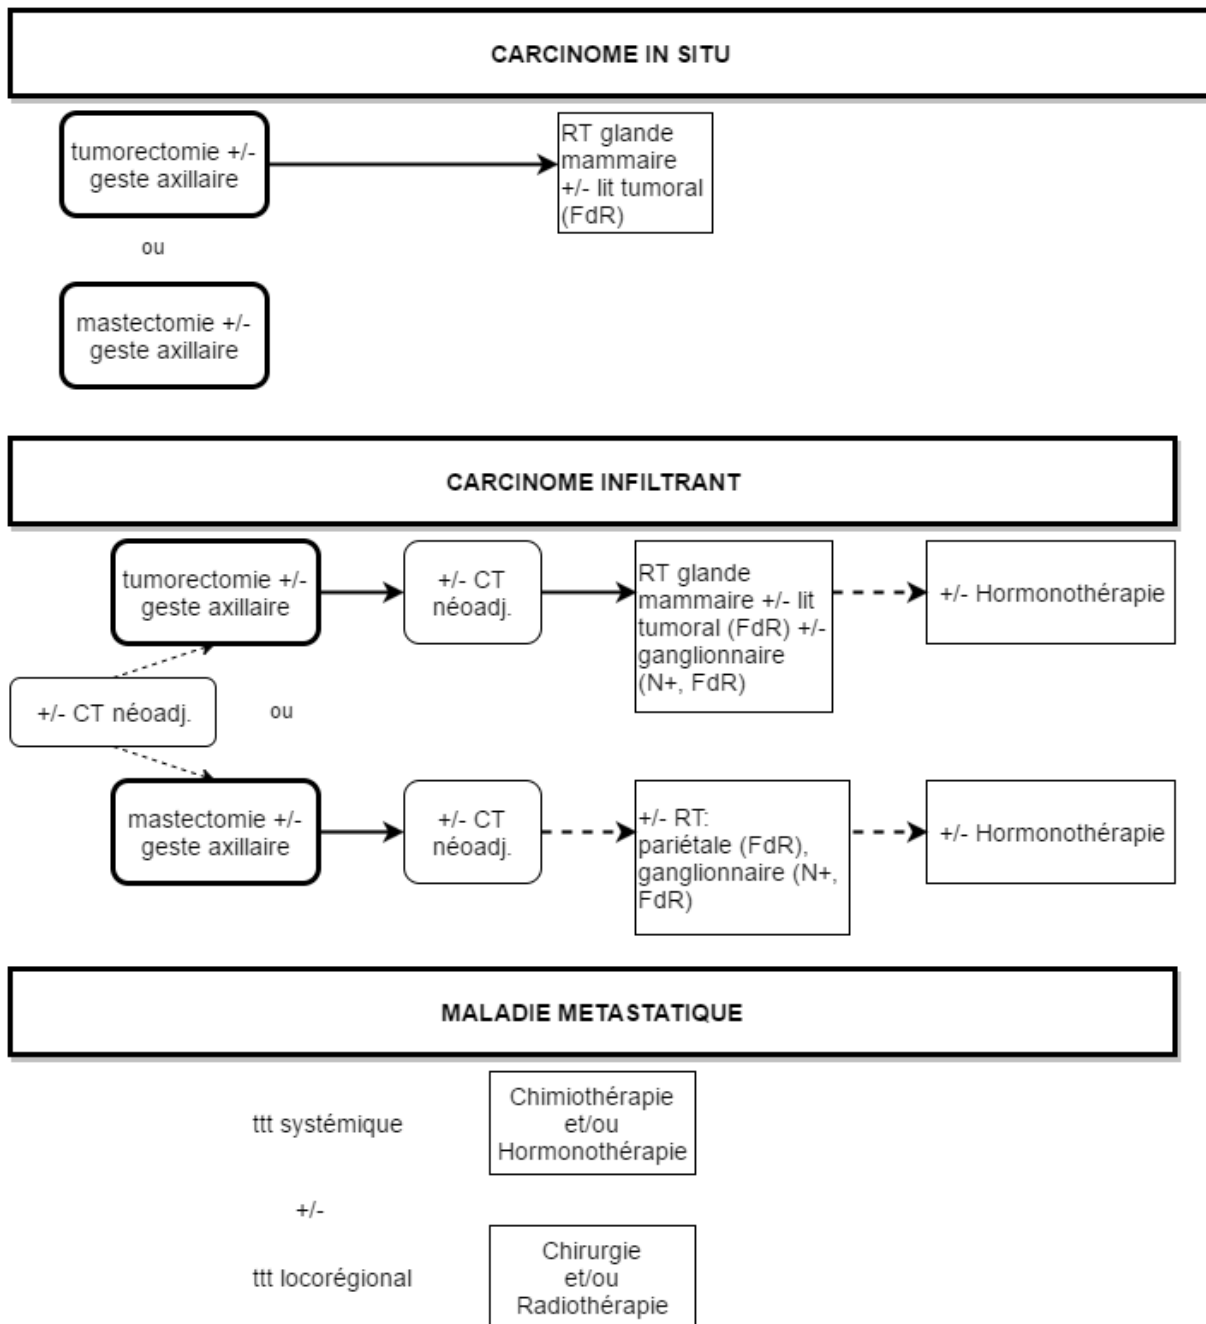 CARCINOME IN SITU
tumorectomie +/-
geste axillaire
RT glande
mammaire
+/- lit tumoral
(FdR)
ou
mastectomie +/-
geste axillaire
CARCINOME INFILTRANT
tumorectomie +/-
geste axillaire
+/- CT
néoadj.
RT glande
mammaire +/- lit
tumoral (FdR) +/-
ganglionnaire
(N+, FdR)
+/- Hormonothérapie
+/- CT néoadj.
ou
mastectomie +/-
geste axillaire
+/- CT
néoadj.
+/- RT:
pariétale (FdR),
ganglionnaire (N+,
FdR)
+/- Hormonothérapie
MALADIE METASTATIQUE
ttt systémique
Chimiothérapie
et/ou
Hormonothérapie
+/-
ttt locorégional
Chirurgie
et/ou
Radiothérapie